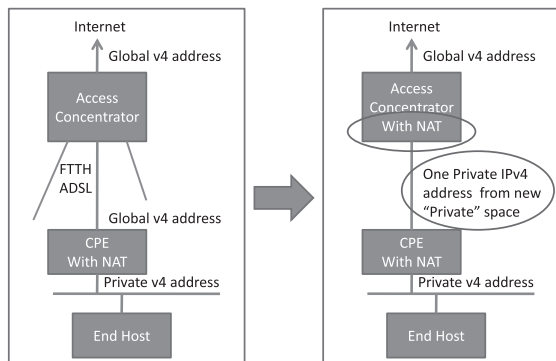 Internet
Global v4 address
Access
Concentrator
FTTH
ADSL
Global v4 address
CPE
With NAT
Private v4 address
End Host
Internet
Global v4 address
Access
Concentrator
With NAT
One Private IPv4
address from new
“Private” space
CPE
With NAT
Private v4 address
End Host